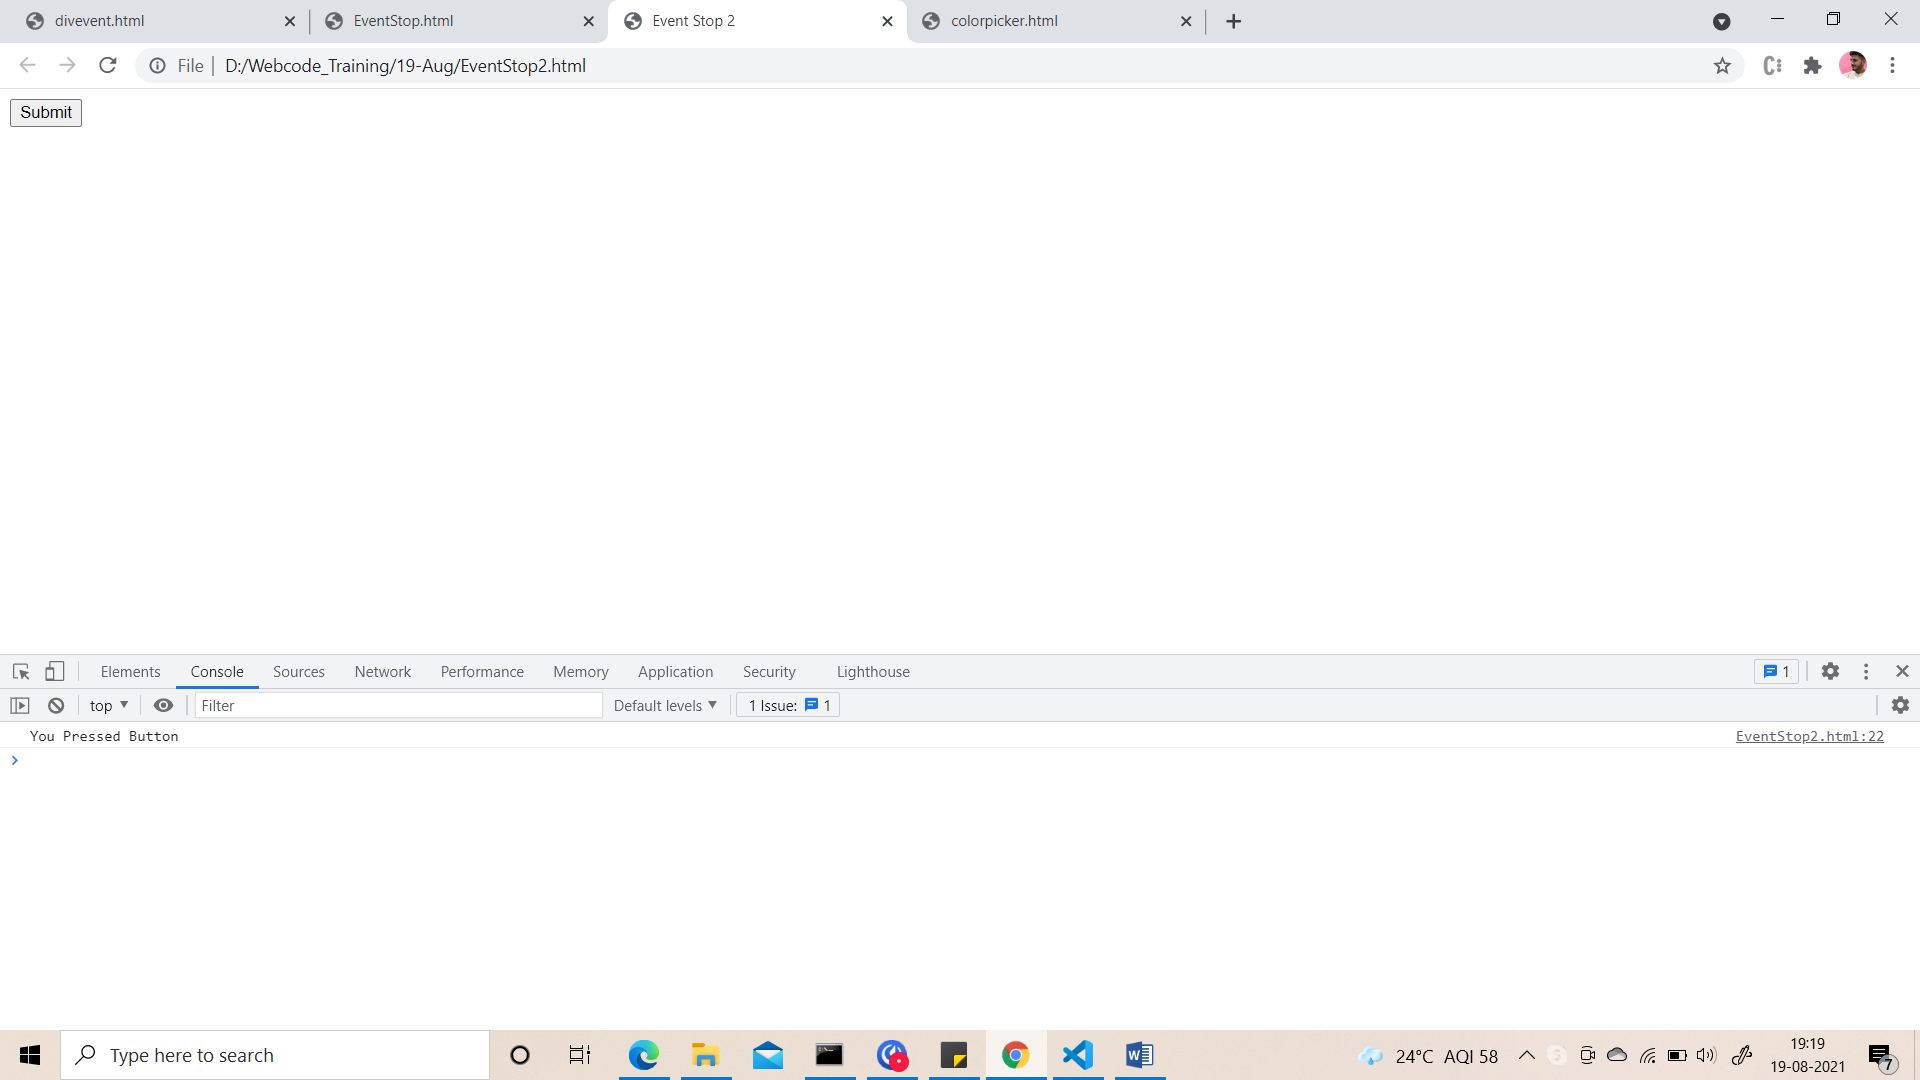 divevent.html
EventStop.html
Event Stop 2
colorpicker.html
File
D:/Webcode_Training/19-Aug/EventStop2.html
Submit
Elements Console Sources Network Performance Memory Application Security Lighthouse 1
top Filter Default levels 1 Issue: 1
You Pressed Button EventStop2.html:22
Type here to search
24°C AQI 58
19:19
19-08-2021
7